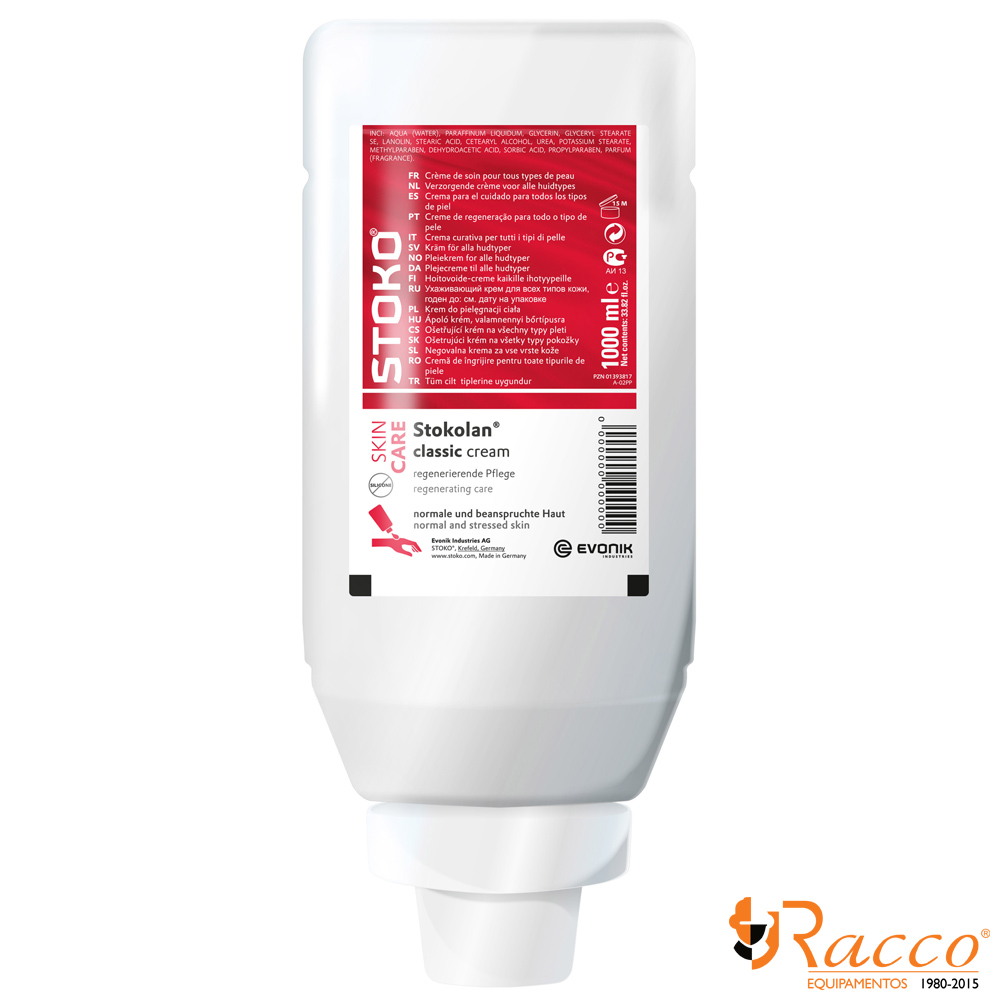 INCI: AQUA (WATER), PARAFFINUM LIQUIDUM, GLYCERIN, GLYCERYL STEARATE
SE, LANOLIN, STEARIC ACID, CETEARYL ALCOHOL, UREA, POTASSIUM STEARATE,
METHYLPARABEN, DEHYDROACETIC ACID, SORBIC ACID, PROPYLPARABEN, PARFUM
(FRAGRANCE).
STOKO®
FR Crème de soin pour tous types de peau
NL Verzorgende crème voor alle huidtypes
ES Crema para el cuidado para todos los tipos
de piel
PT Creme de regeneração para todo o tipo de
pele
IT Crema curativa per tutti i tipi di pelle
SV Kräm för alla hudtyper
NO Pleiekrem for alle hudtyper
DA Plejecreme til alle hudtyper
FI Hoitovoide-creme kaikille ihotyypeille
RU Ухаживающий крем для всех типов кожи,
годен до: см. дату на упаковке
PL Krem do pielęgnacji ciała
HU Ápoló krém, valamennyi bőrtípusra
CS Ošetřující krém na všechny typy pleti
SK Ošetrujúci krém na všetky typy pokožky
SL Negovalna krema za vse vrste kože
RO Cremă de îngrijire pentru toate tipurile de
piele
TR Tüm cilt tiplerine uygundur
15 M
АИ 13
1000 ml e
Net contents: 33.82 fl.oz.
PZN 01393817
A-02PP
SKIN
CARE
SILICONE
Stokolan®
classic cream
regenerierende Pflege
regenerating care
normale und beanspruchte Haut
normal and stressed skin
Evonik Industries AG
STOKO®, Krefeld, Germany
www.stoko.com, Made in Germany
0 000000 000000 0
EVONIK
INDUSTRIES
Racco®
EQUIPAMENTOS 1980-2015